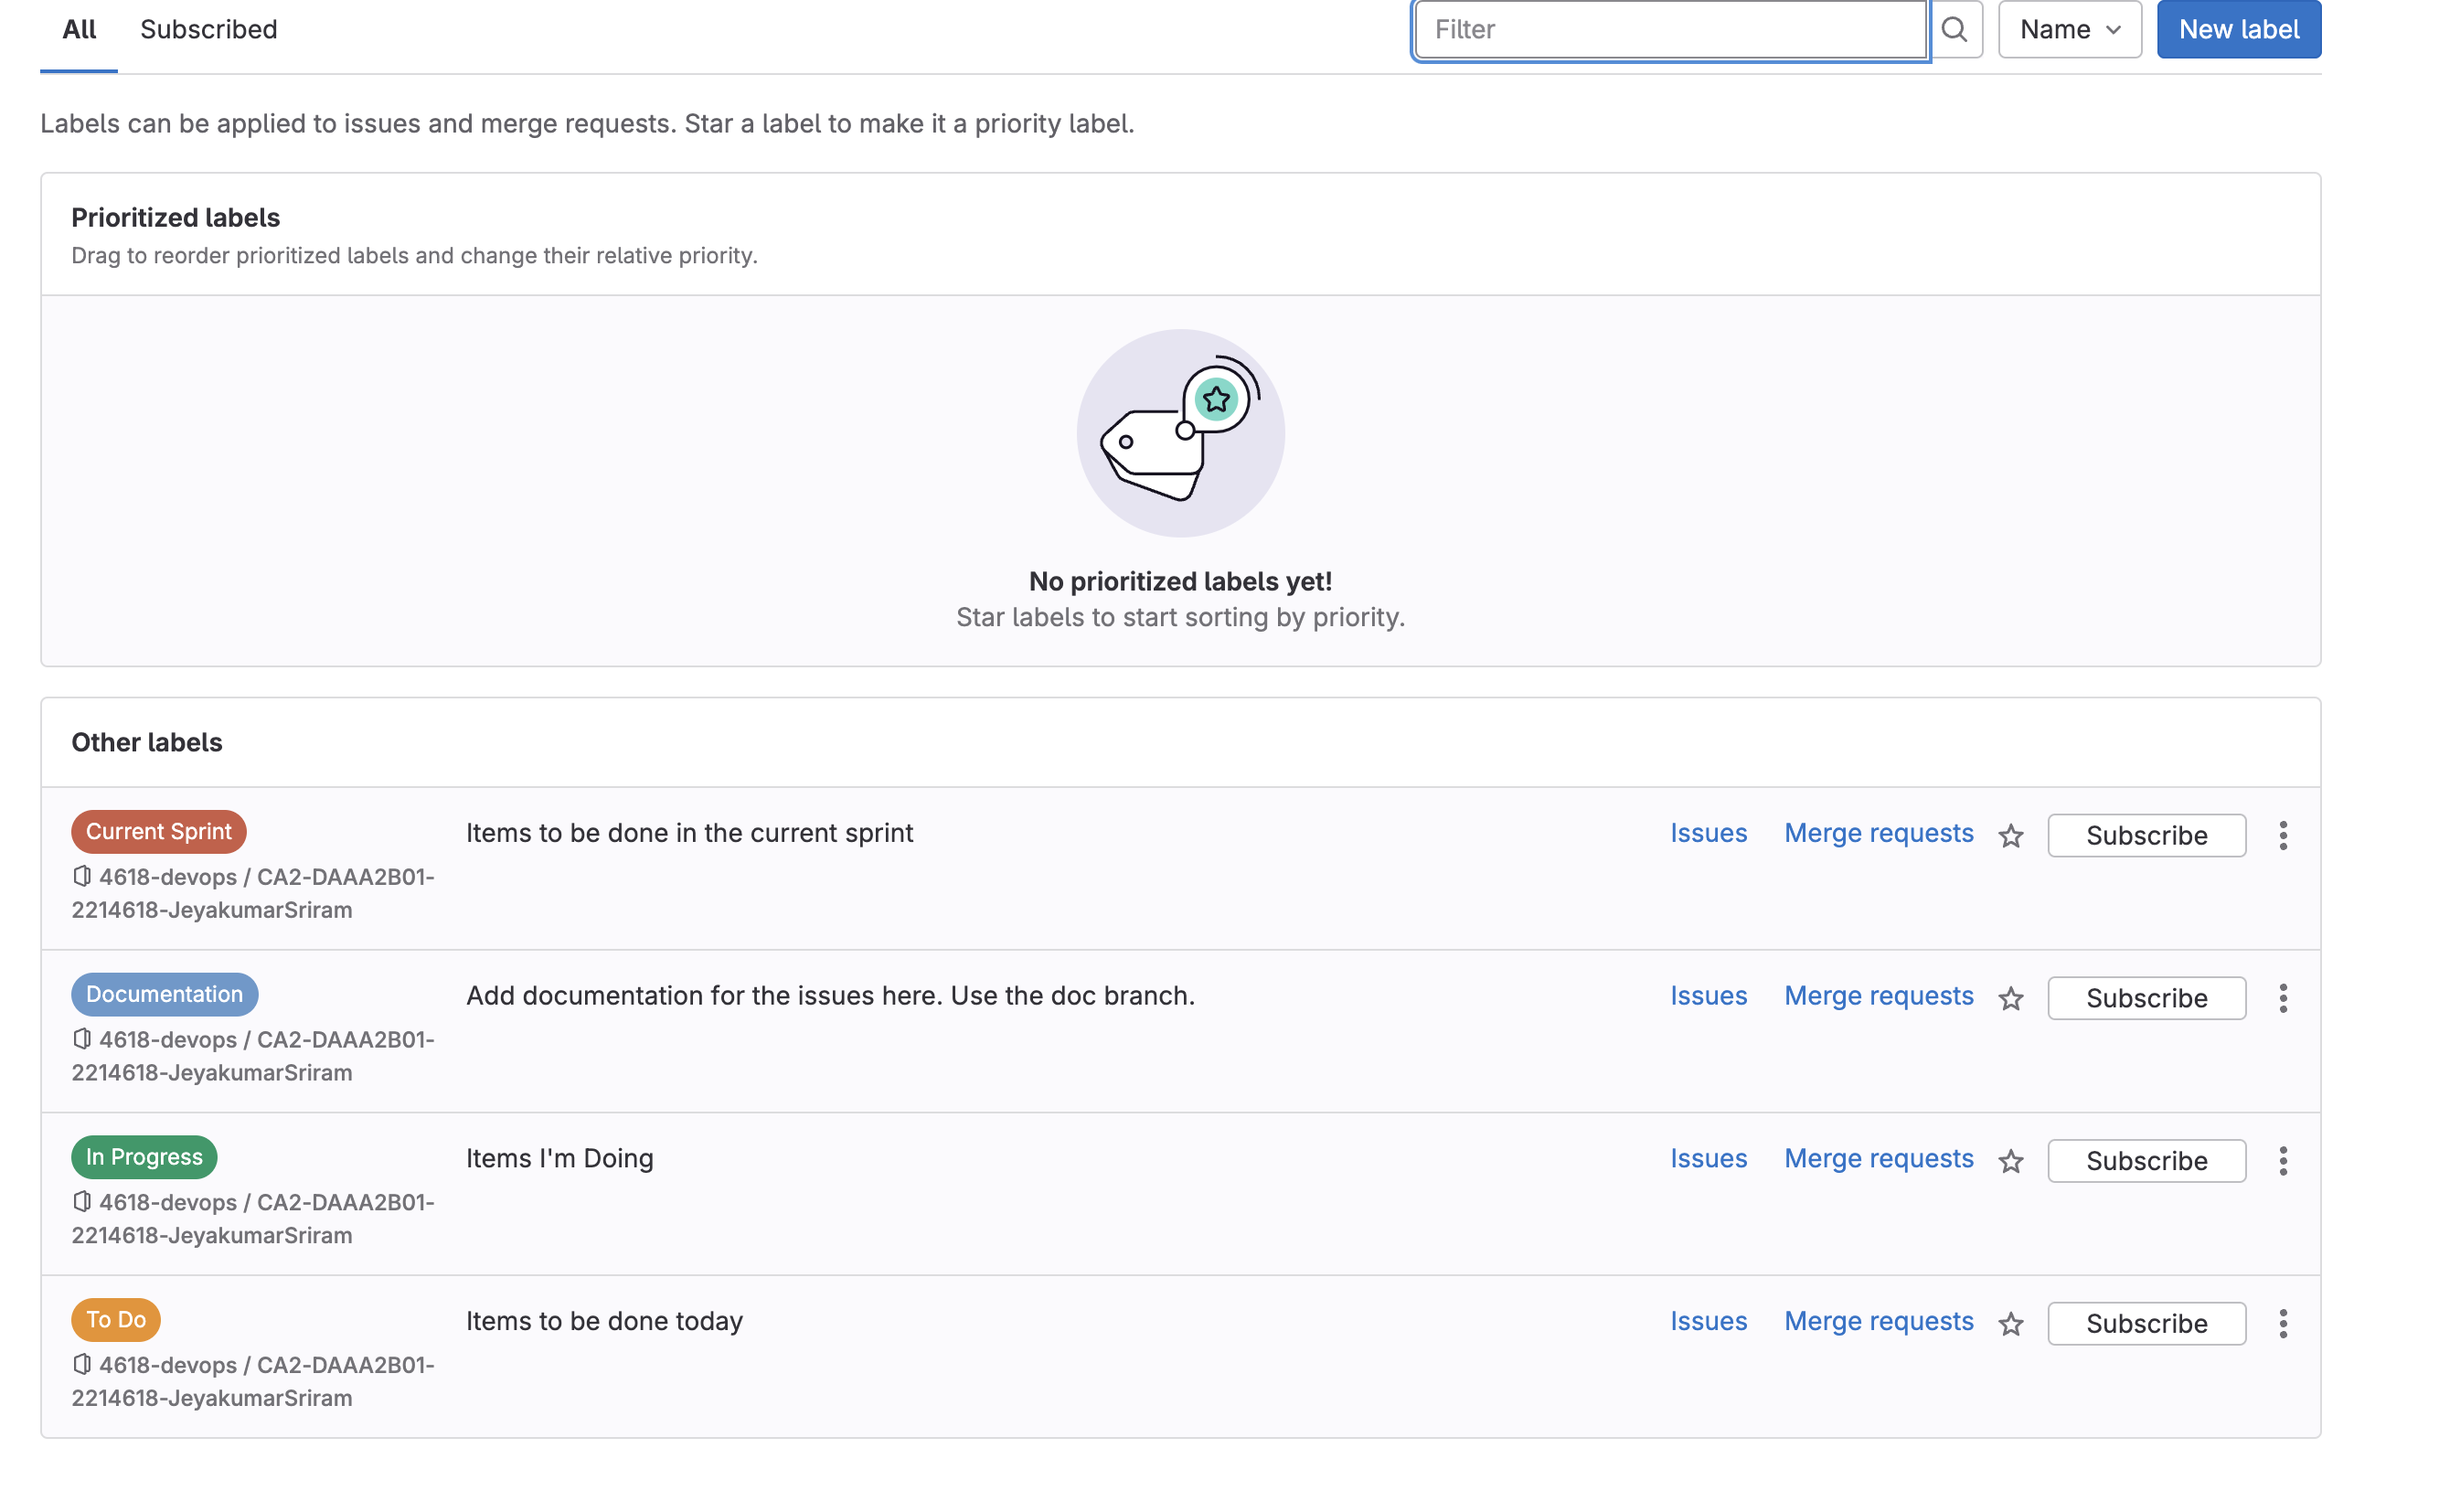 All Subscribed Filter Name New label
Labels can be applied to issues and merge requests. Star a label to make it a priority label.
Prioritized labels
Drag to reorder prioritized labels and change their relative priority.
No prioritized labels yet!
Star labels to start sorting by priority.
Other labels
Current Sprint Items to be done in the current sprint Issues Merge requests Subscribe
4618-devops / CA2-DAAA2B01-
2214618-JeyakumarSriram
Documentation Add documentation for the issues here. Use the doc branch. Issues Merge requests Subscribe
4618-devops / CA2-DAAA2B01-
2214618-JeyakumarSriram
In Progress Items I'm Doing Issues Merge requests Subscribe
4618-devops / CA2-DAAA2B01-
2214618-JeyakumarSriram
To Do Items to be done today Issues Merge requests Subscribe
4618-devops / CA2-DAAA2B01-
2214618-JeyakumarSriram